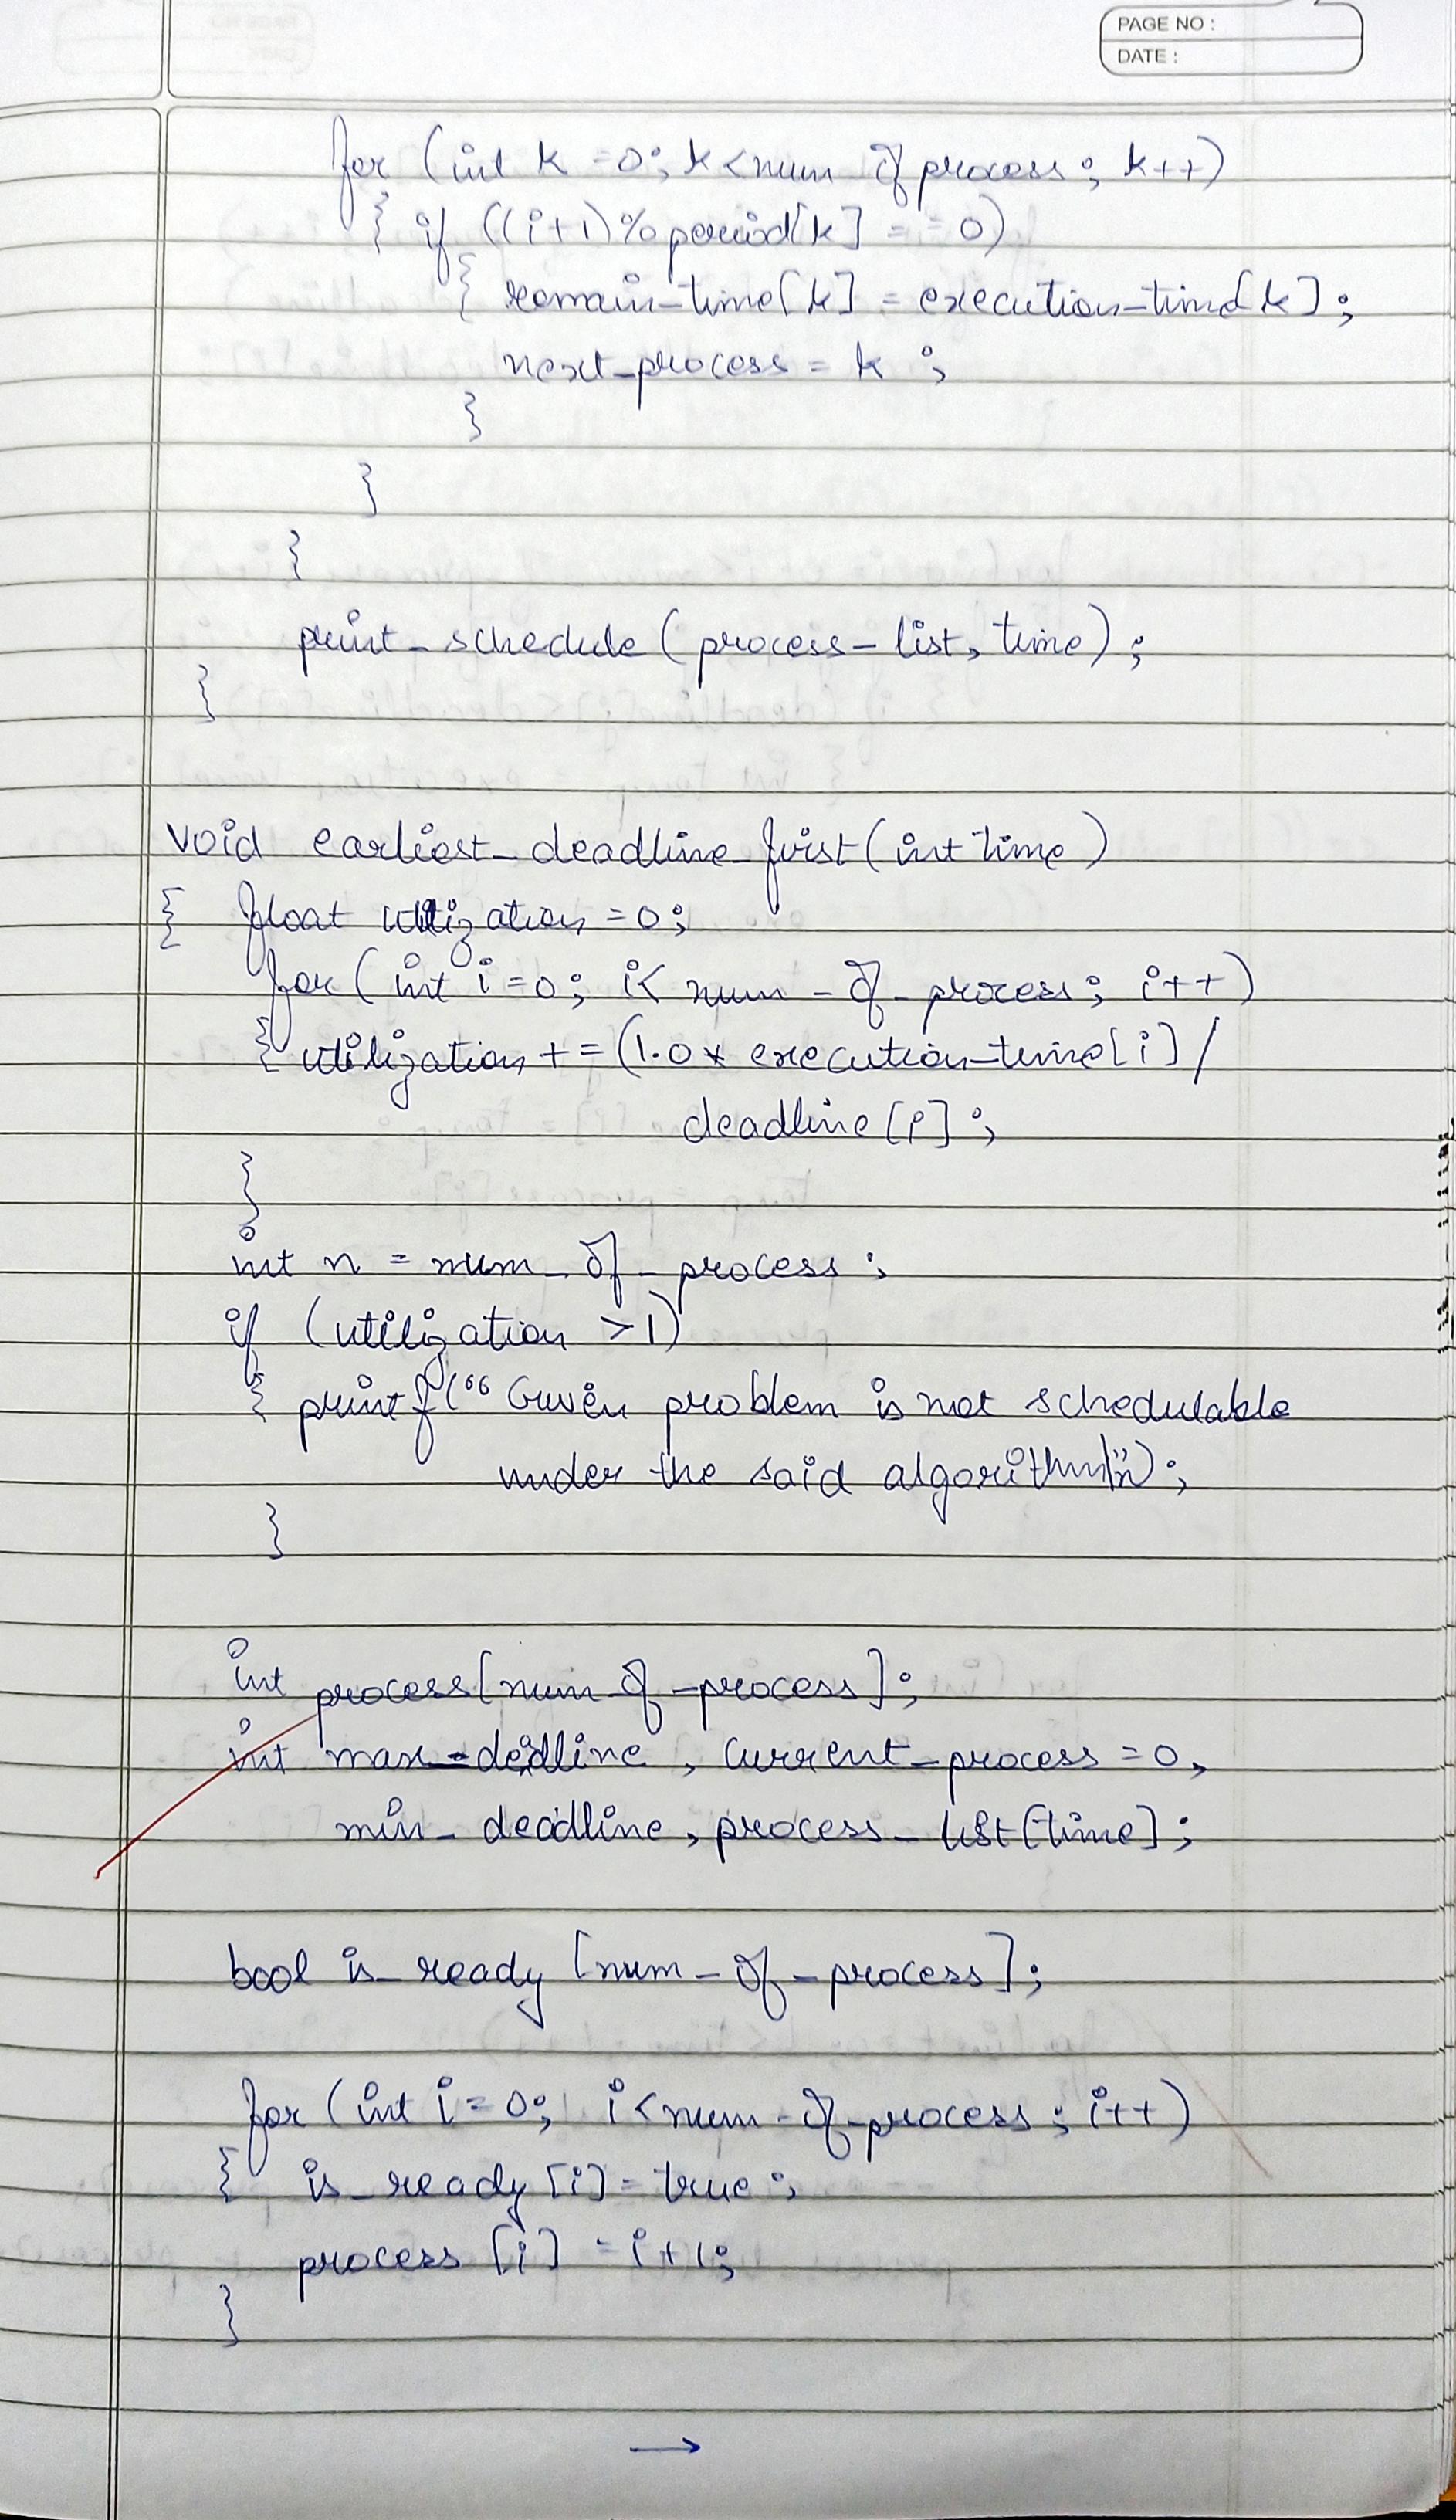 PAGE NO :
DATE :
for (int k = 0; k < num_of process ; k++)
{ if ((i+1)%period[k] == 0)
{ remain_time[k] = execution_time[k];
next_process = k ;
}
}
}
print_schedule(process_list, time);
}
void earliest_deadline_first(int time)
{ float utilization = 0;
for ( int i = 0; i < num_of_process; i++)
{ utilization += (1.0 * execution_time[i] /
deadline[i] ;
}
int n = num_of_process ;
if (utilization > 1)
{ printf("Given problem is not schedulable
under the said algorithm\n");
}
int process[num_of_process];
int max_deadline , current_process = 0,
min_deadline, process_list[time];
bool is_ready [num_of_process];
for (int i = 0; i < num_of_process ; i++)
{ is_ready [i] = true ;
process [i] = i+1;
}
→